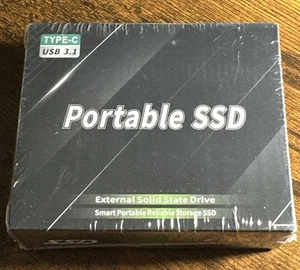 TYPE-C
USB 3.1
Portable SSD
External Solid State Drive
Smart Portable Reliable Storage SSD
SSD